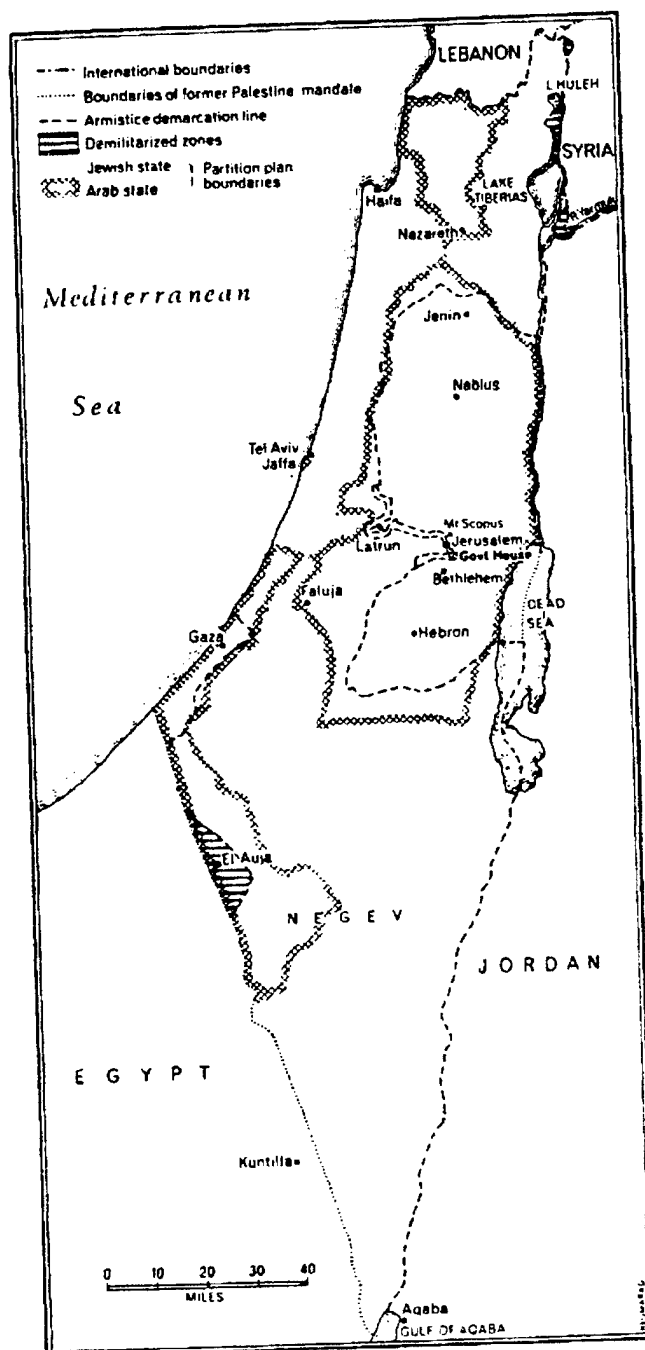 LEBANON
International boundaries
Boundaries of former Palestine mandate
Armistice demarcation line
Demilitarized zones
Jewish state
Arab state
Partition plan
boundaries
L HULEH
SYRIA
LAKE
TIBERIAS
Haifa
Nazareth
Mediterranean
Sea
Jenin
Nablus
Tel Aviv
Jaffa
Mt Scopus
Latrun
Jerusalem
Govt House
Bethlehem
Faluja
DEAD
SEA
Gaza
Hebron
El Auja
NEGEV
JORDAN
EGYPT
Kuntilla
0 10 20 30 40
MILES
Aqaba
GULF OF AQABA